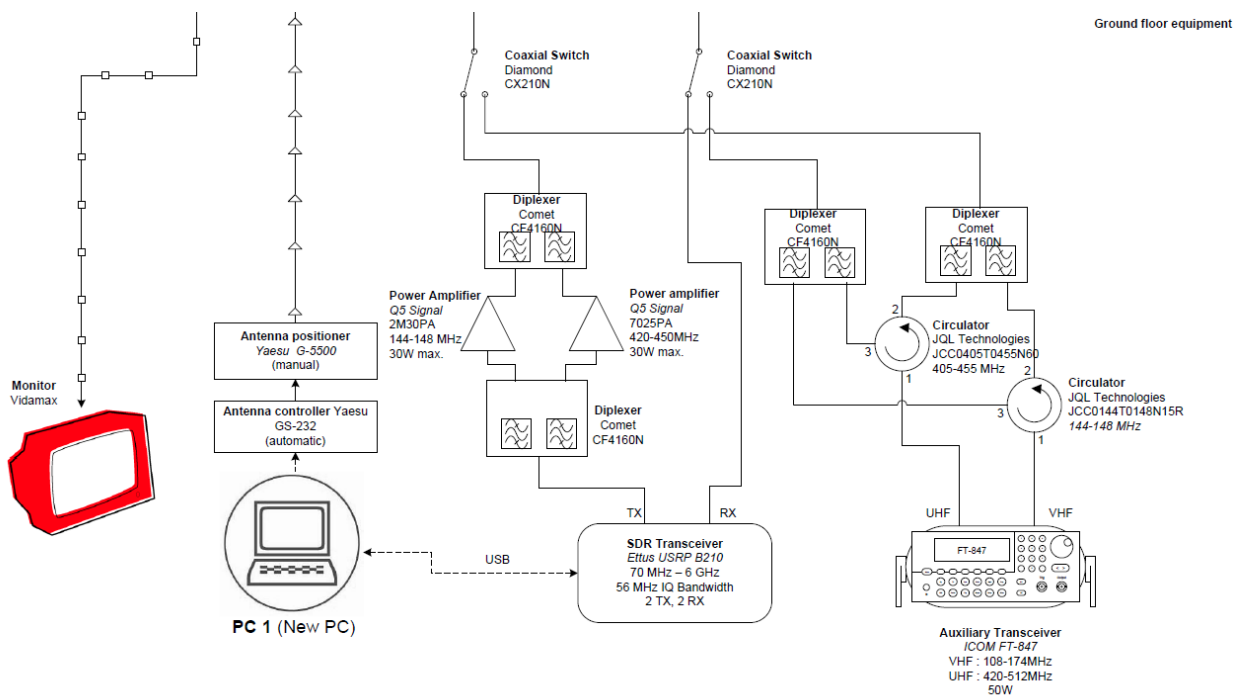 Ground floor equipment
Coaxial Switch
Diamond
CX210N
Coaxial Switch
Diamond
CX210N
Diplexer
Comet
CF4160N
Diplexer
Comet
CF4160N
Diplexer
Comet
CF4160N
Power Amplifier
Q5 Signal
2M30PA
144-148 MHz
30W max.
Power amplifier
Q5 Signal
7025PA
420-450MHz
30W max.
2
3
1
Circulator
JQL Technologies
JCC0405T0455N60
405-455 MHz
Antenna positioner
Yaesu G-5500
(manual)
Monitor
Vidamax
Antenna controller Yaesu
GS-232
(automatic)
Diplexer
Comet
CF4160N
2
3
1
Circulator
JQL Technologies
JCC0144T0148N15R
144-148 MHz
TX
RX
UHF
VHF
USB
SDR Transceiver
Ettus USRP B210
70 MHz – 6 GHz
56 MHz IQ Bandwidth
2 TX, 2 RX
FT-847
PC 1 (New PC)
Auxiliary Transceiver
ICOM FT-847
VHF : 108-174MHz
UHF : 420-512MHz
50W